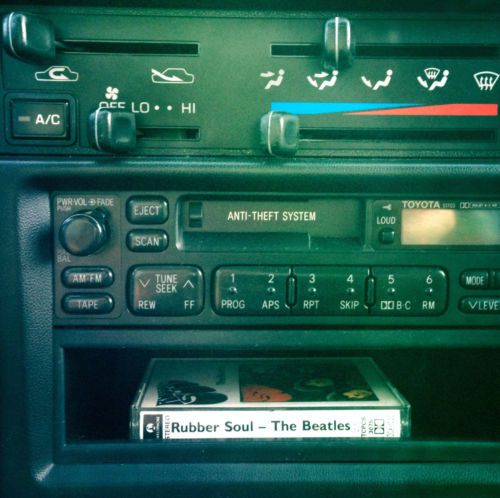 OFF LO •• HI
A/C
PWR-VOL FADE
PUSH
BAL
EJECT
SCAN
ANTI-THEFT SYSTEM
TOYOTA
LOUD
AM·FM
TAPE
TUNE
SEEK
REW FF
1 2 3 4 5 6
PROG APS RPT SKIP B·C RM
MODE
LEVE
STEREO
Rubber Soul – The Beatles